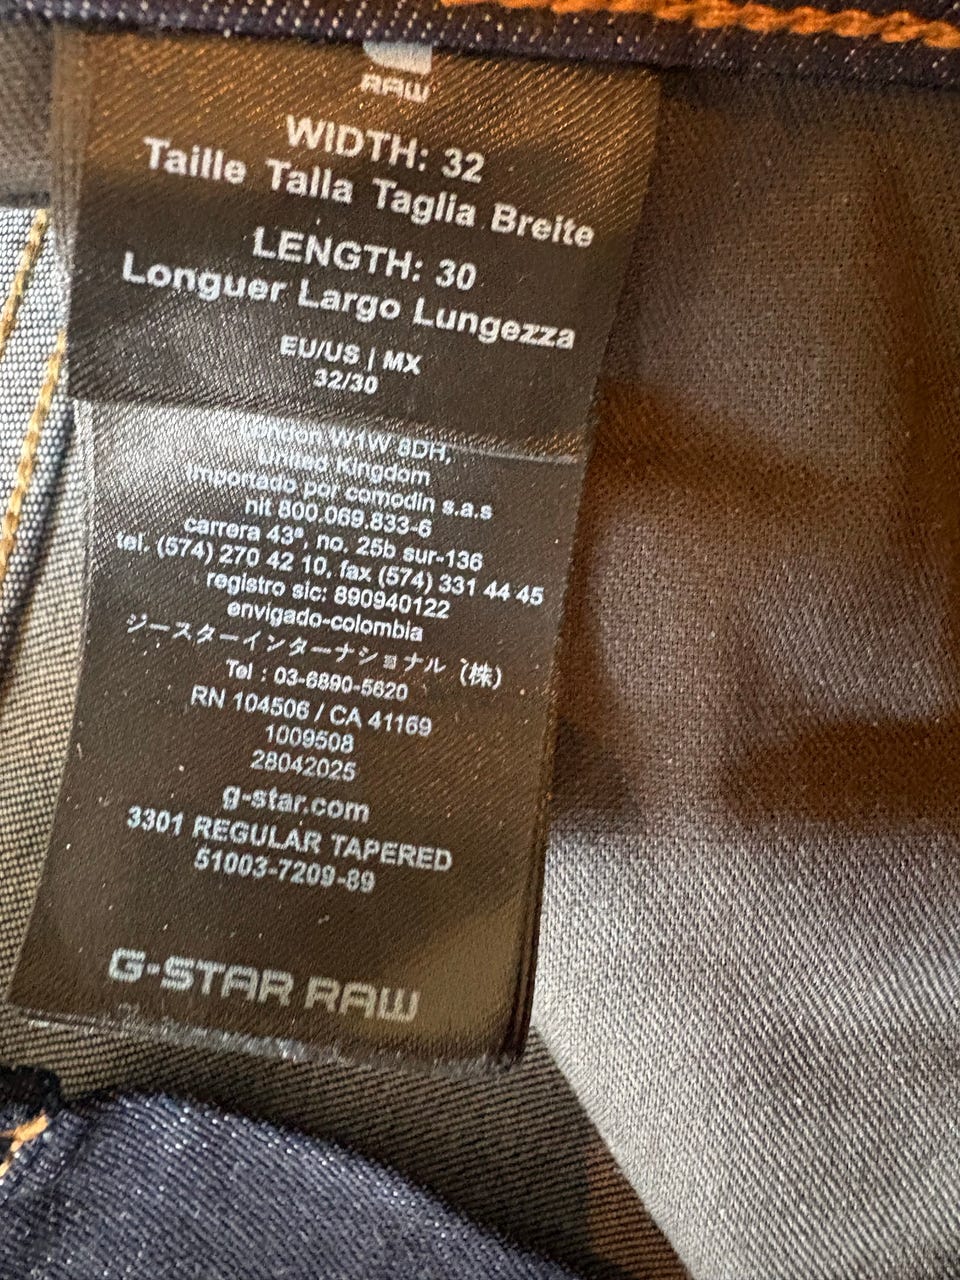 RAW
WIDTH: 32
Taille Talla Taglia Breite
LENGTH: 30
Longuer Largo Lungezza
EU/US | MX
32/30
London W1W 8DH,
United Kingdom
importado por comodin s.a.s
nit 800.069.833-6
carrera 43ª, no. 25b sur-136
tel. (574) 270 42 10, fax (574) 331 44 45
registro sic: 890940122
envigado-colombia
ジースターインターナショナル（株）
Tel : 03-6890-5620
RN 104506 / CA 41169
1009508
28042025
g-star.com
3301 REGULAR TAPERED
51003-7209-89
G-STAR RAW